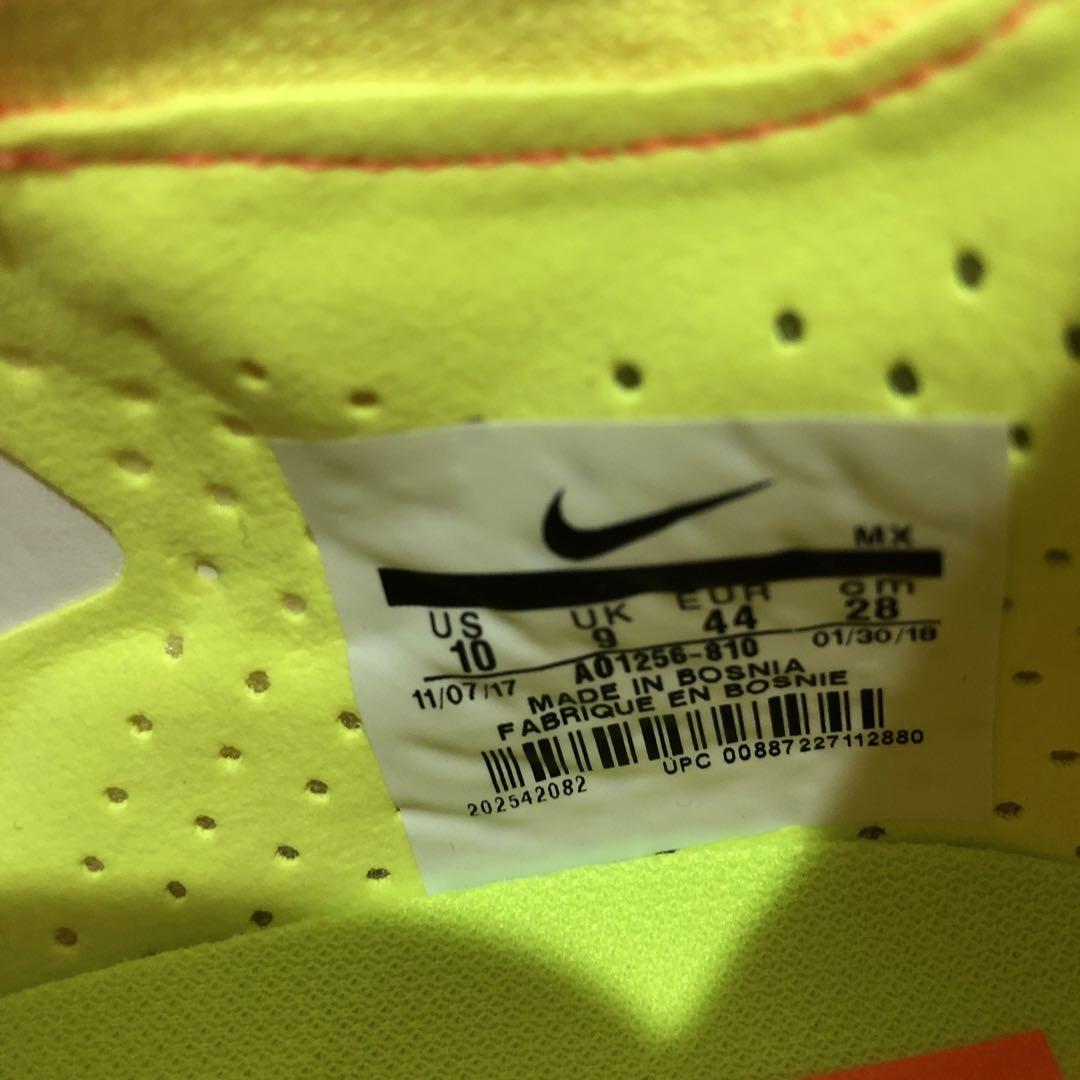 MX
US UK EUR cm
10 9 44 28
11/07/17 A01256-810 01/30/18
MADE IN BOSNIA
FABRIQUE EN BOSNIE
202542082 UPC 00887227112880